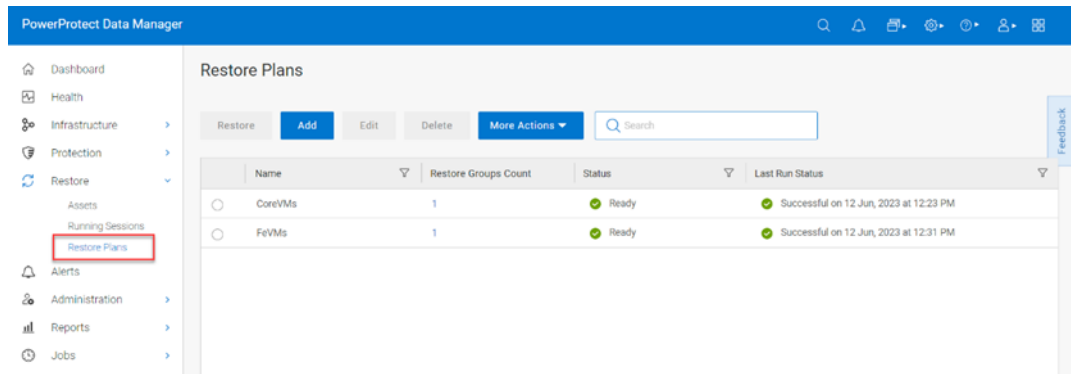 PowerProtect Data Manager
Dashboard
Health
Infrastructure
Protection
Restore
Assets
Running Sessions
Restore Plans
Alerts
Administration
Reports
Jobs
Restore Plans
Restore Add Edit Delete More Actions Search
Feedback
Name Restore Groups Count Status Last Run Status
CoreVMs 1 Ready Successful on 12 Jun, 2023 at 12:23 PM
FeVMs 1 Ready Successful on 12 Jun, 2023 at 12:31 PM